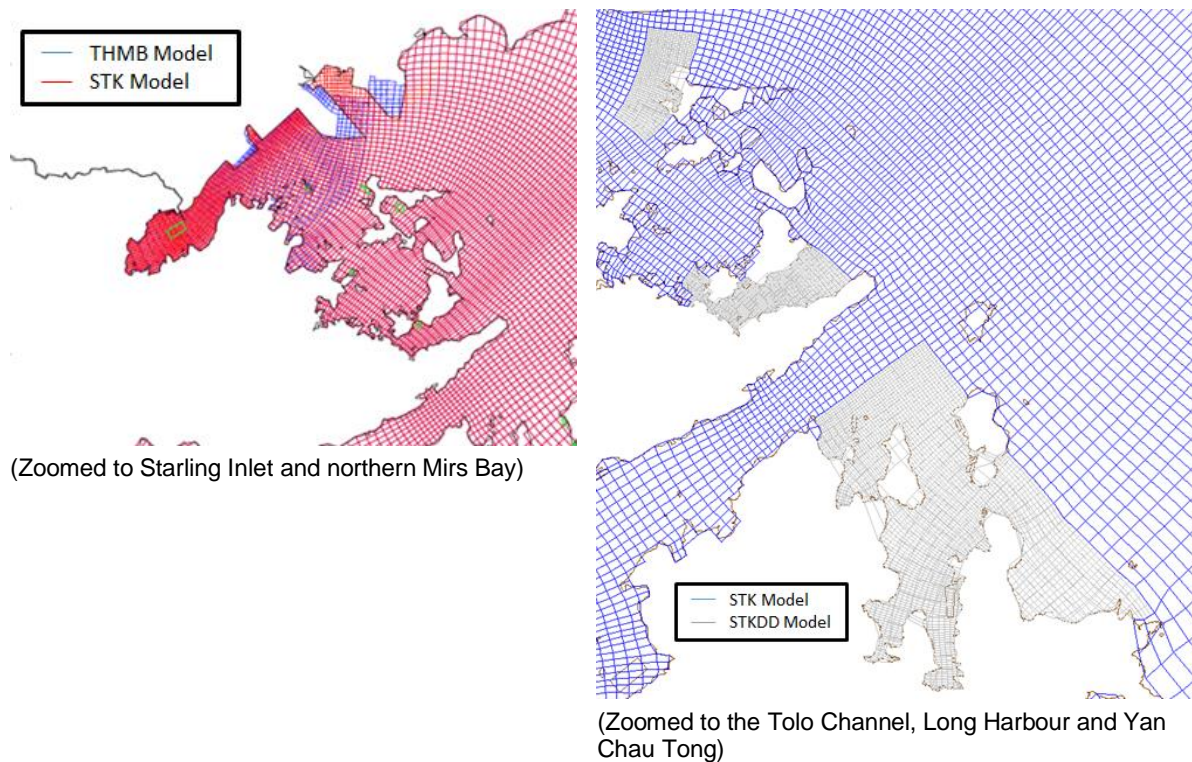 THMB Model
STK Model
(Zoomed to Starling Inlet and northern Mirs Bay)
STK Model
STKDD Model
(Zoomed to the Tolo Channel, Long Harbour and Yan
Chau Tong)